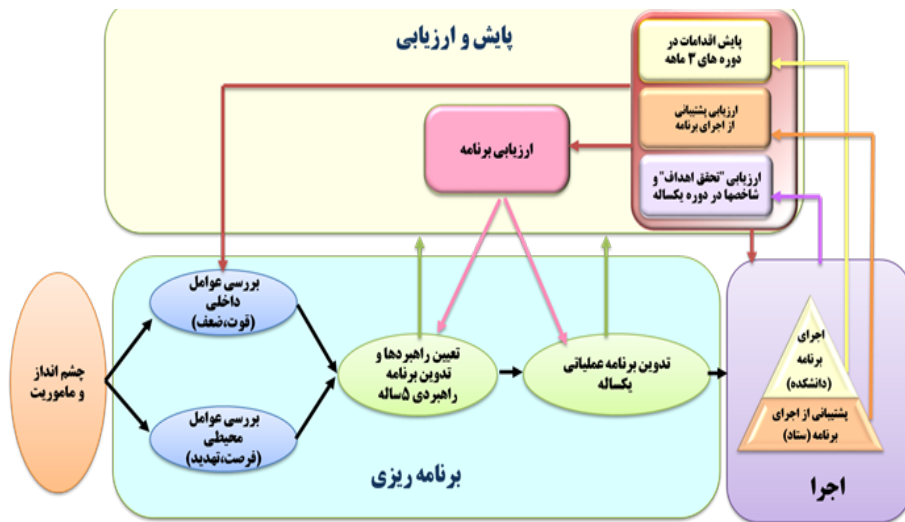 پایش و ارزیابی
پایش اقدامات در
دوره های ۳ ماهه
ارزیابی پشتیبانی
از اجرای برنامه
ارزیابی "تحقق اهداف" و
شاخصها در دوره یکساله
ارزیابی برنامه
چشم انداز
و ماموریت
بررسی عوامل
داخلی
(قوت،ضعف)
بررسی عوامل
محیطی
(فرصت،تهدید)
تعیین راهبردها و
تدوین برنامه
راهبردی ۵ساله
تدوین برنامه عملیاتی
یکساله
برنامه ریزی
اجرای
برنامه
(دانشکده)
پشتیبانی از اجرای
برنامه (ستاد)
اجرا